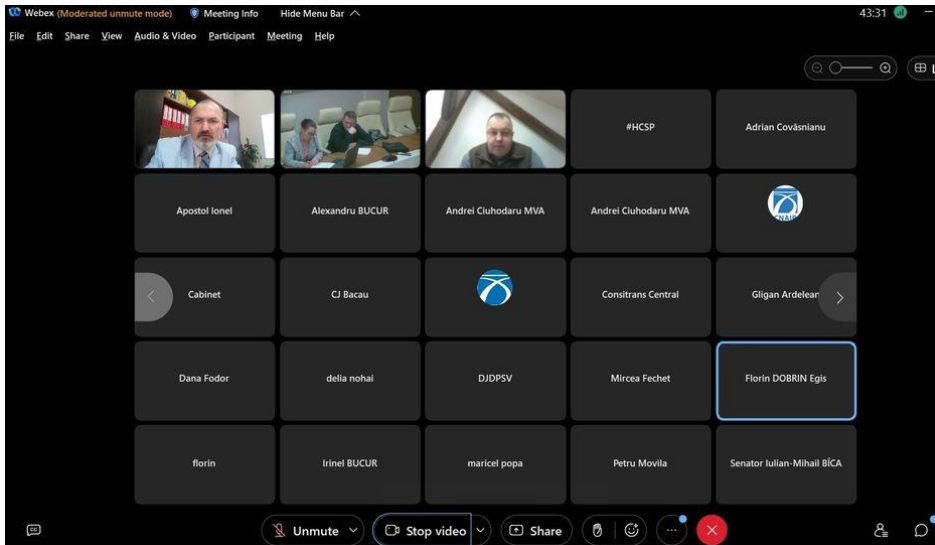 Webex (Moderated unmute mode) Meeting Info Hide Menu Bar 43:31
File Edit Share View Audio & Video Participant Meeting Help
#HCSP Adrian Covăsnianu
Apostol Ionel Alexandru BUCUR Andrei Ciuhodaru MVA Andrei Ciuhodaru MVA
Cabinet CJ Bacau Consitrans Central Gligan Ardelean
Dana Fodor delia nohai DJDPSV Mircea Fechet Florin DOBRIN Egis
florin Irinel BUCUR maricel popa Petru Movila Senator Iulian-Mihail BÎCA
CC Unmute Stop video Share